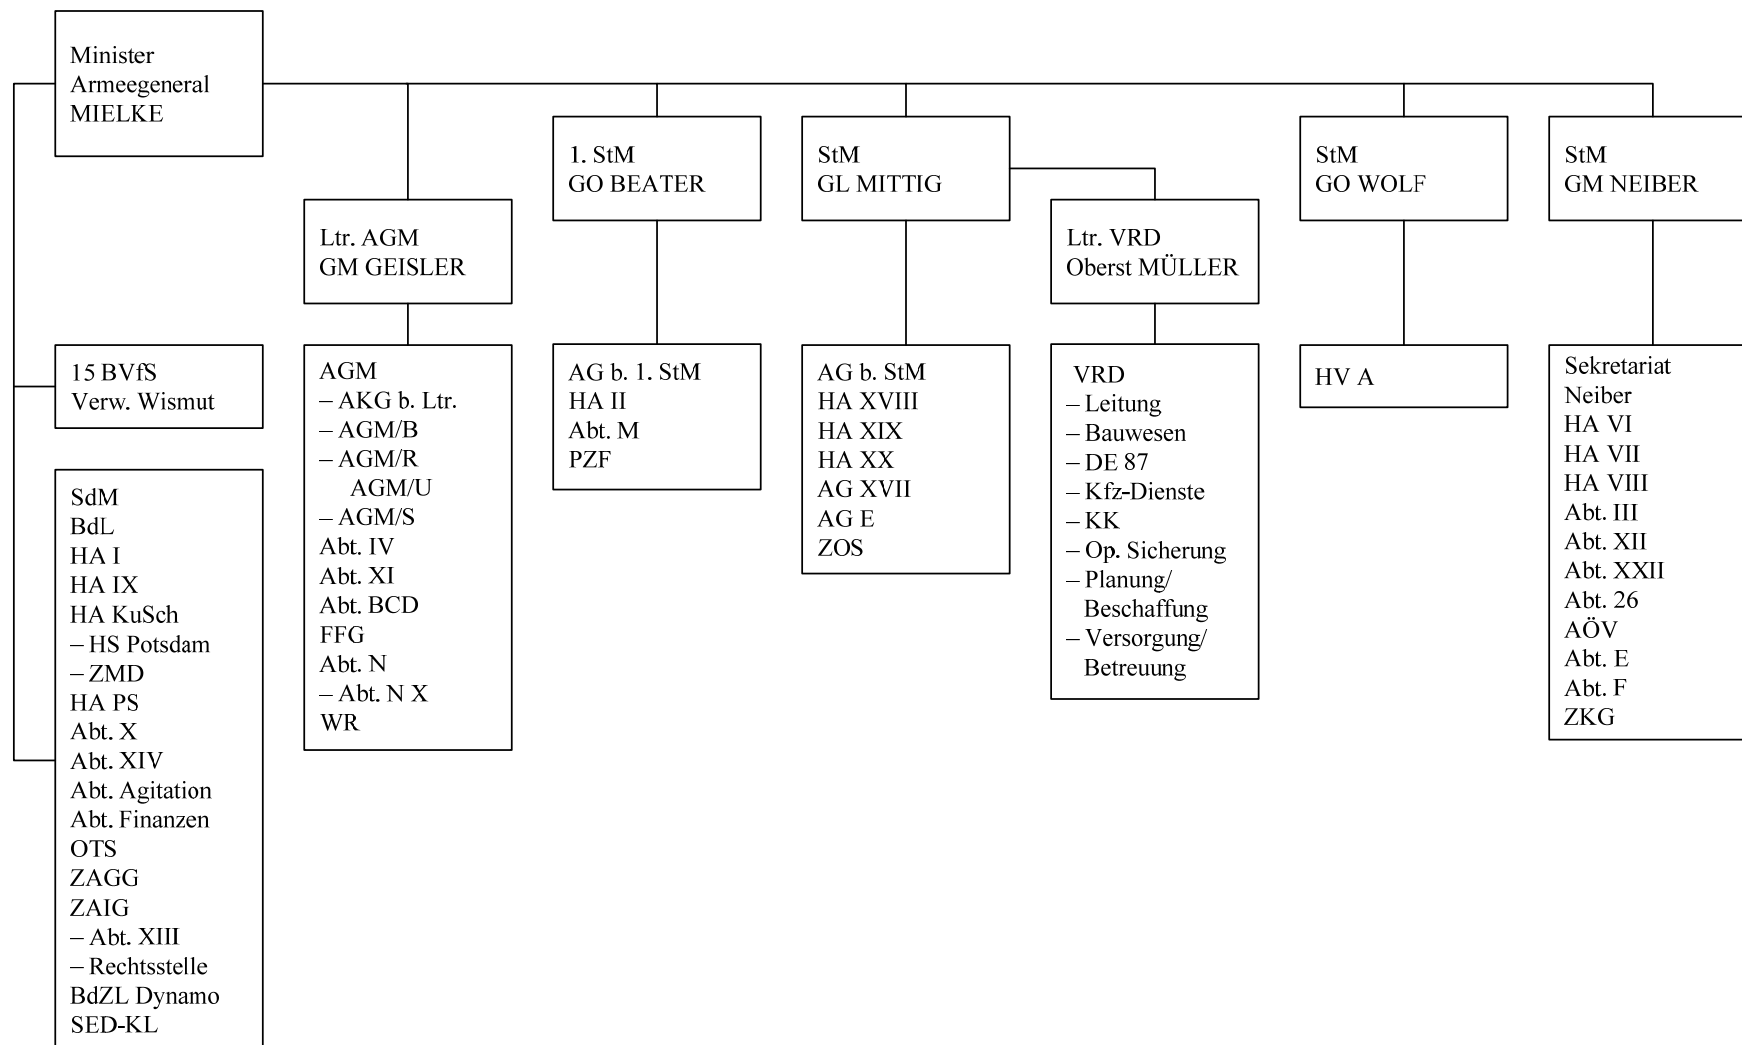 Minister
Armeegeneral
MIELKE
Ltr. AGM
GM GEISLER
1. StM
GO BEATER
StM
GL MITTIG
Ltr. VRD
Oberst MÜLLER
StM
GO WOLF
StM
GM NEIBER
15 BVfS
Verw. Wismut
SdM
BdL
HA I
HA IX
HA KuSch
– HS Potsdam
– ZMD
HA PS
Abt. X
Abt. XIV
Abt. Agitation
Abt. Finanzen
OTS
ZAGG
ZAIG
– Abt. XIII
– Rechtsstelle
BdZL Dynamo
SED-KL
AGM
– AKG b. Ltr.
– AGM/B
– AGM/R
AGM/U
– AGM/S
Abt. IV
Abt. XI
Abt. BCD
FFG
Abt. N
– Abt. N X
WR
AG b. 1. StM
HA II
Abt. M
PZF
AG b. StM
HA XVIII
HA XIX
HA XX
AG XVII
AG E
ZOS
VRD
– Leitung
– Bauwesen
– DE 87
– Kfz-Dienste
– KK
– Op. Sicherung
– Planung/
Beschaffung
– Versorgung/
Betreuung
HV A
Sekretariat
Neiber
HA VI
HA VII
HA VIII
Abt. III
Abt. XII
Abt. XXII
Abt. 26
AÖV
Abt. E
Abt. F
ZKG